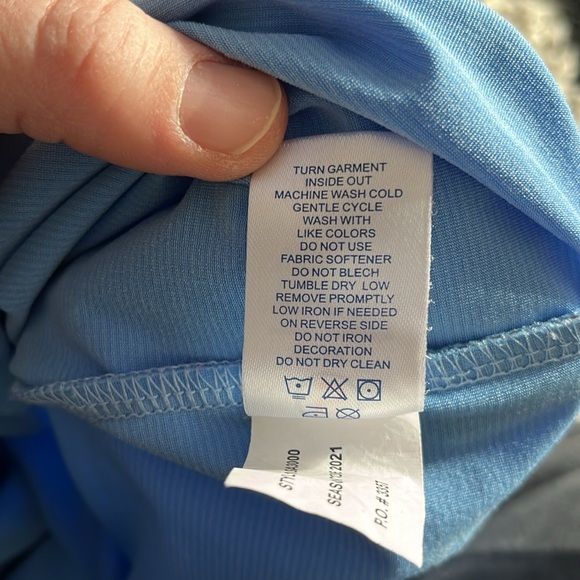 TURN GARMENT
INSIDE OUT
MACHINE WASH COLD
GENTLE CYCLE
WASH WITH
LIKE COLORS
DO NOT USE
FABRIC SOFTENER
DO NOT BLECH
TUMBLE DRY LOW
REMOVE PROMPTLY
LOW IRON IF NEEDED
ON REVERSE SIDE
DO NOT IRON
DECORATION
DO NOT DRY CLEAN
2021
P.O. #